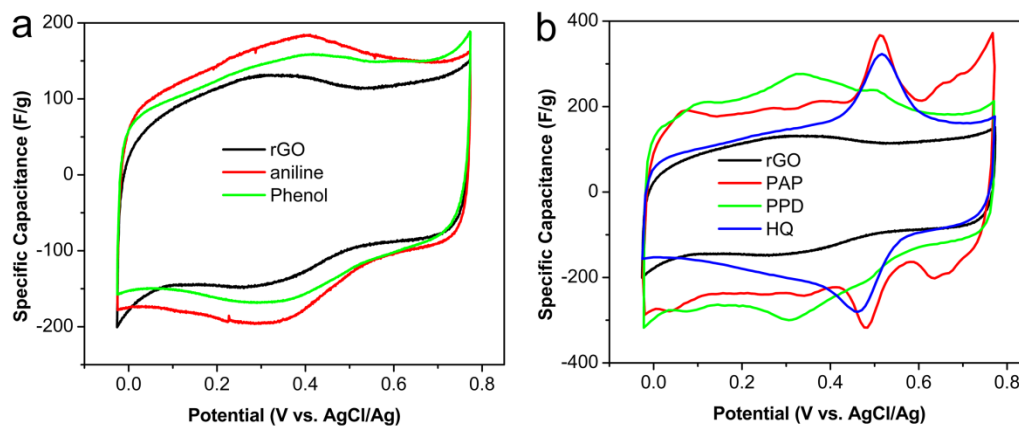 a
Specific Capacitance (F/g)
200
100
0
-100
-200
rGO
aniline
Phenol
0.0
0.2
0.4
0.6
0.8
Potential (V vs. AgCl/Ag)
b
Specific Capacitance (F/g)
400
200
0
-200
-400
rGO
PAP
PPD
HQ
0.0
0.2
0.4
0.6
0.8
Potential (V vs. AgCl/Ag)